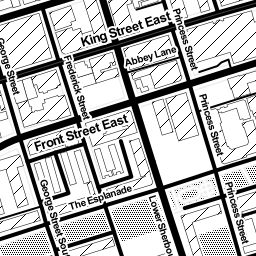 King Street East
Princess Street
George Street
Abbey Lane
Frederick Street
Princess Street
Front Street East
The Esplanade
George Street Sou
Lower Sherbo
Princess Street